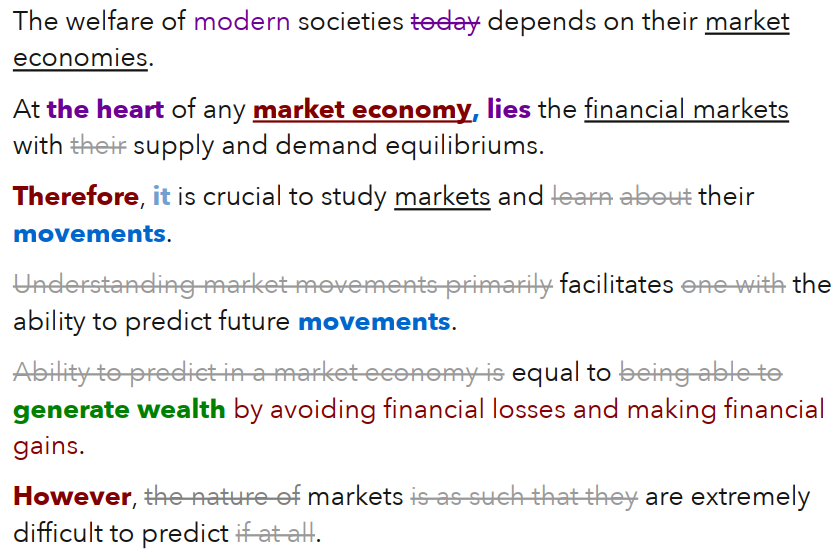 The welfare of modern societies today depends on their market
economies.
At the heart of any market economy, lies the financial markets
with their supply and demand equilibriums.
Therefore, it is crucial to study markets and learn about their
movements.
Understanding market movements primarily facilitates one with the
ability to predict future movements.
Ability to predict in a market economy is equal to being able to
generate wealth by avoiding financial losses and making financial
gains.
However, the nature of markets is as such that they are extremely
difficult to predict if at all.